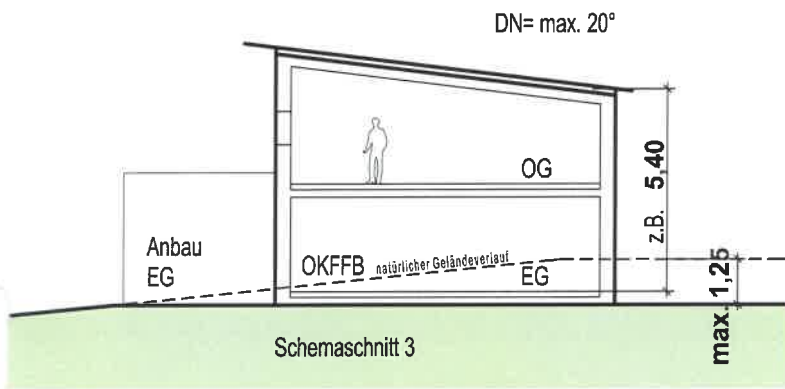 DN= max. 20°
OG
z.B. 5,40
Anbau
EG
OKFFB natürlicher Geländeverlauf
EG
max. 1,25
Schemaschnitt 3